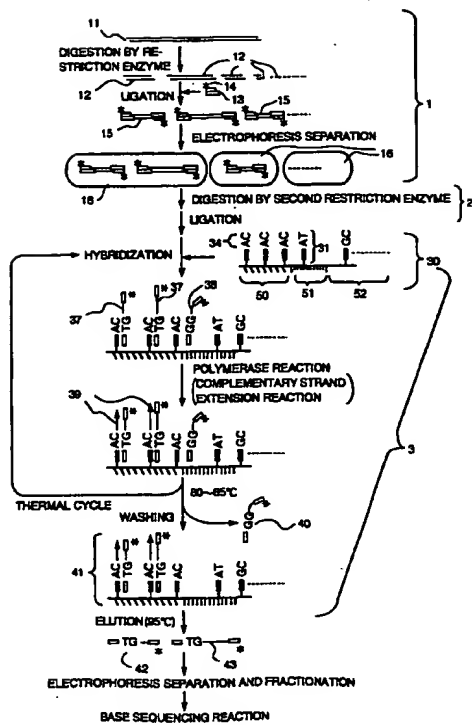 11
DIGESTION BY RE-
STRICTION ENZYME
12
12
12
14
LIGATION
13
15
15
1
ELECTROPHORESIS SEPARATION
16
16
DIGESTION BY SECOND RESTRICTION ENZYME
2
LIGATION
34
AC AC AC AT 31 GC
HYBRIDIZATION
30
50 51 52
37 37 38
AC TG AC TG AC GG AT GC
POLYMERASE REACTION
(COMPLEMENTARY STRAND
EXTENSION REACTION)
39
AC TG AC TG AC GG AT GC
3
THERMAL CYCLE
80~85℃
WASHING
GG 40
41
AC TG AC TG AC AT GC
ELUTION (95℃)
TG TG
42 43
ELECTROPHORESIS SEPARATION AND FRACTIONATION
BASE SEQUENCING REACTION